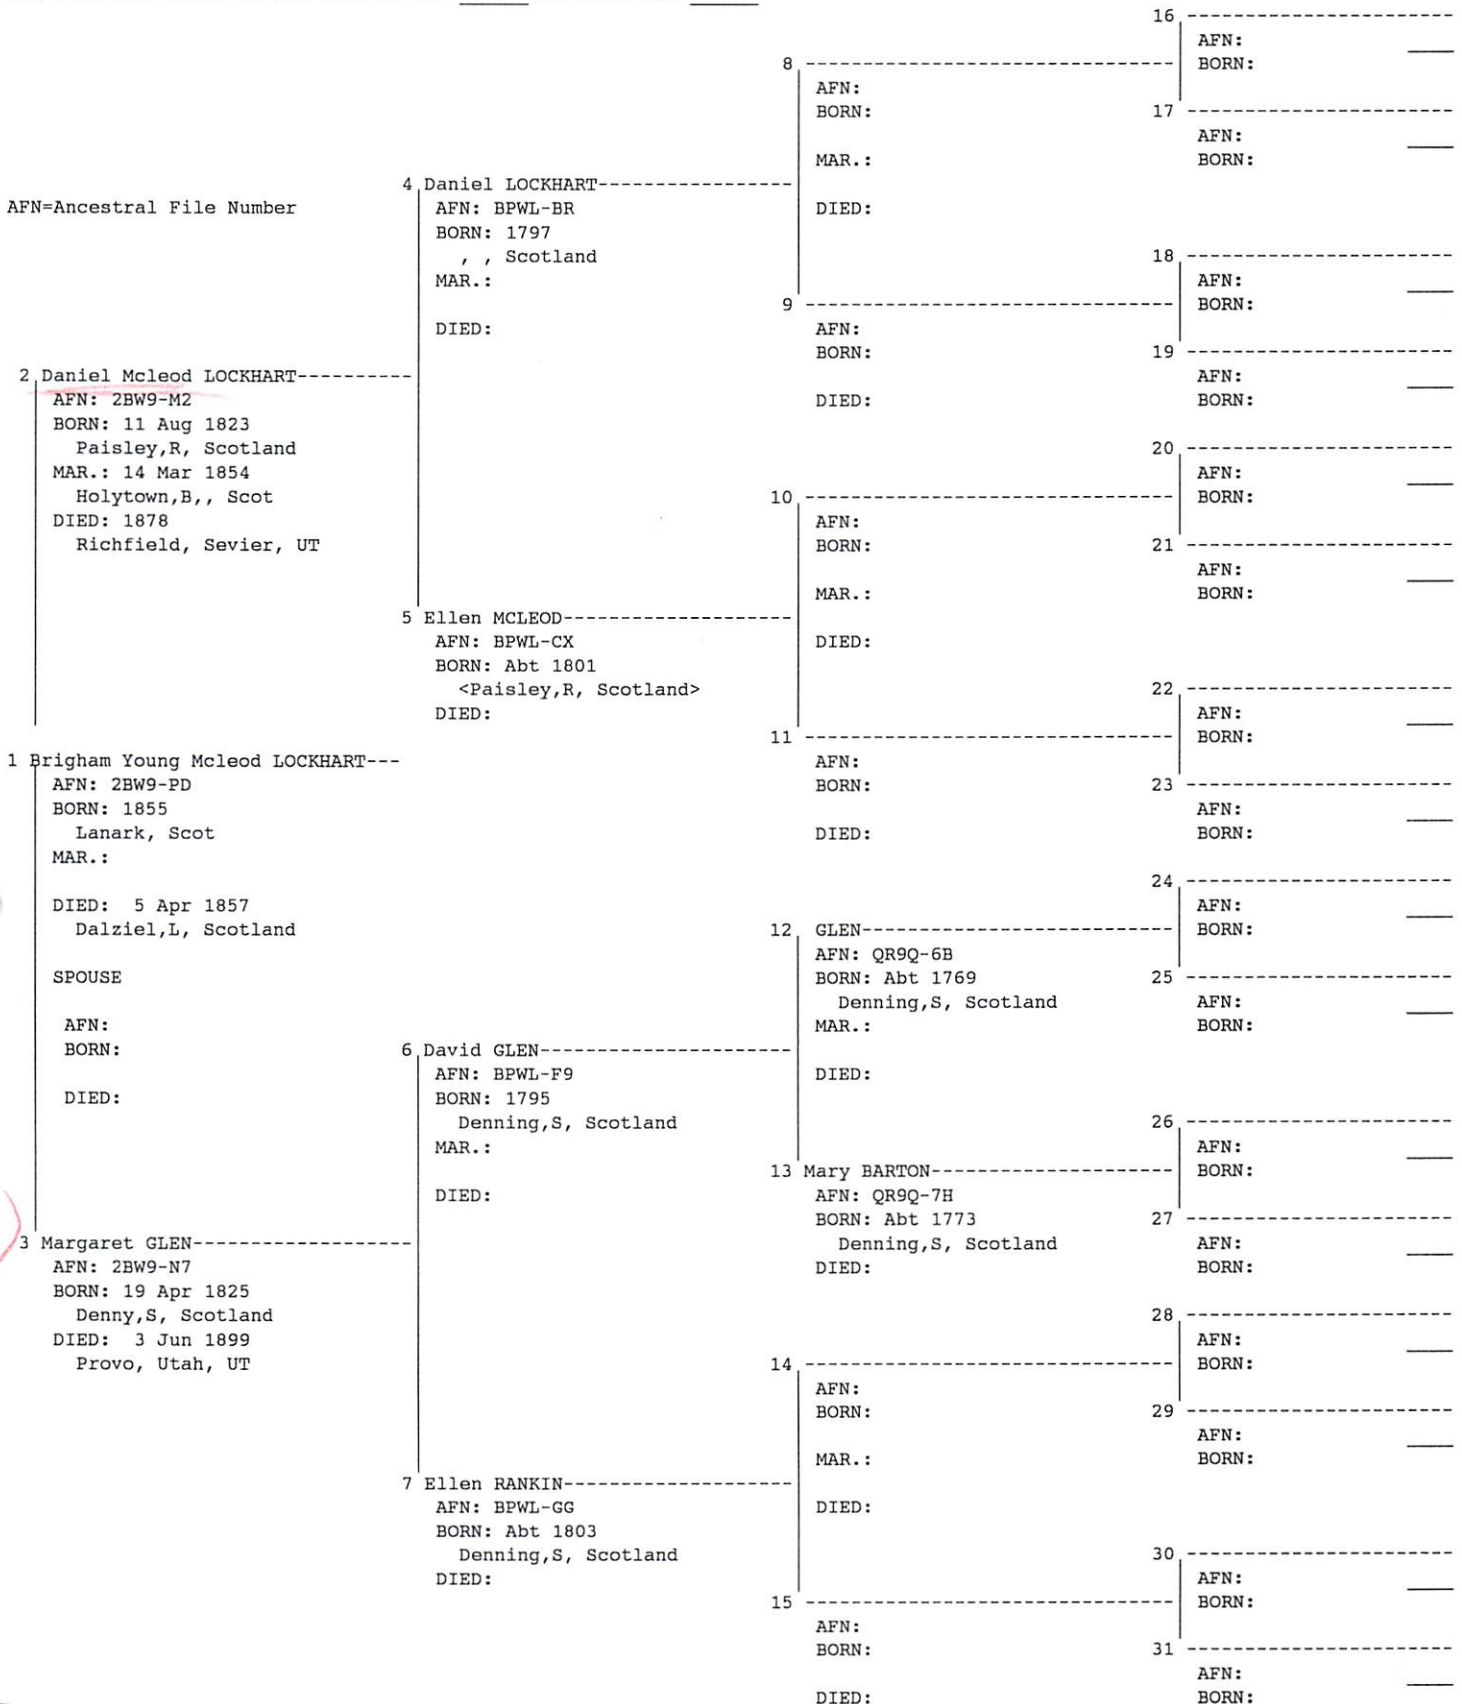 AFN=Ancestral File Number
1 Brigham Young Mcleod LOCKHART---
AFN: 2BW9-PD
BORN: 1855
Lanark, Scot
MAR.:
DIED: 5 Apr 1857
Dalziel,L, Scotland
SPOUSE
AFN:
BORN:
DIED:
2 Daniel Mcleod LOCKHART----------
AFN: 2BW9-M2
BORN: 11 Aug 1823
Paisley,R, Scotland
MAR.: 14 Mar 1854
Holytown,B,, Scot
DIED: 1878
Richfield, Sevier, UT
3 Margaret GLEN-------------------
AFN: 2BW9-N7
BORN: 19 Apr 1825
Denny,S, Scotland
DIED: 3 Jun 1899
Provo, Utah, UT
4 Daniel LOCKHART-----------------
AFN: BPWL-BR
BORN: 1797
, , Scotland
MAR.:
DIED:
5 Ellen MCLEOD--------------------
AFN: BPWL-CX
BORN: Abt 1801
<Paisley,R, Scotland>
DIED:
6 David GLEN----------------------
AFN: BPWL-F9
BORN: 1795
Denning,S, Scotland
MAR.:
DIED:
7 Ellen RANKIN--------------------
AFN: BPWL-GG
BORN: Abt 1803
Denning,S, Scotland
DIED:
8 --------------------------------
AFN:
BORN:
MAR.:
DIED:
9 --------------------------------
AFN:
BORN:
DIED:
10 --------------------------------
AFN:
BORN:
MAR.:
DIED:
11 --------------------------------
AFN:
BORN:
DIED:
12 GLEN---------------------------
AFN: QR9Q-6B
BORN: Abt 1769
Denning,S, Scotland
MAR.:
DIED:
13 Mary BARTON---------------------
AFN: QR9Q-7H
BORN: Abt 1773
Denning,S, Scotland
DIED:
14 --------------------------------
AFN:
BORN:
MAR.:
DIED:
15 --------------------------------
AFN:
BORN:
DIED:
16 -----------------------
AFN:
BORN:
17 -----------------------
AFN:
BORN:
18 -----------------------
AFN:
BORN:
19 -----------------------
AFN:
BORN:
20 -----------------------
AFN:
BORN:
21 -----------------------
AFN:
BORN:
22 -----------------------
AFN:
BORN:
23 -----------------------
AFN:
BORN:
24 -----------------------
AFN:
BORN:
25 -----------------------
AFN:
BORN:
26 -----------------------
AFN:
BORN:
27 -----------------------
AFN:
BORN:
28 -----------------------
AFN:
BORN:
29 -----------------------
AFN:
BORN:
30 -----------------------
AFN:
BORN:
31 -----------------------
AFN:
BORN: